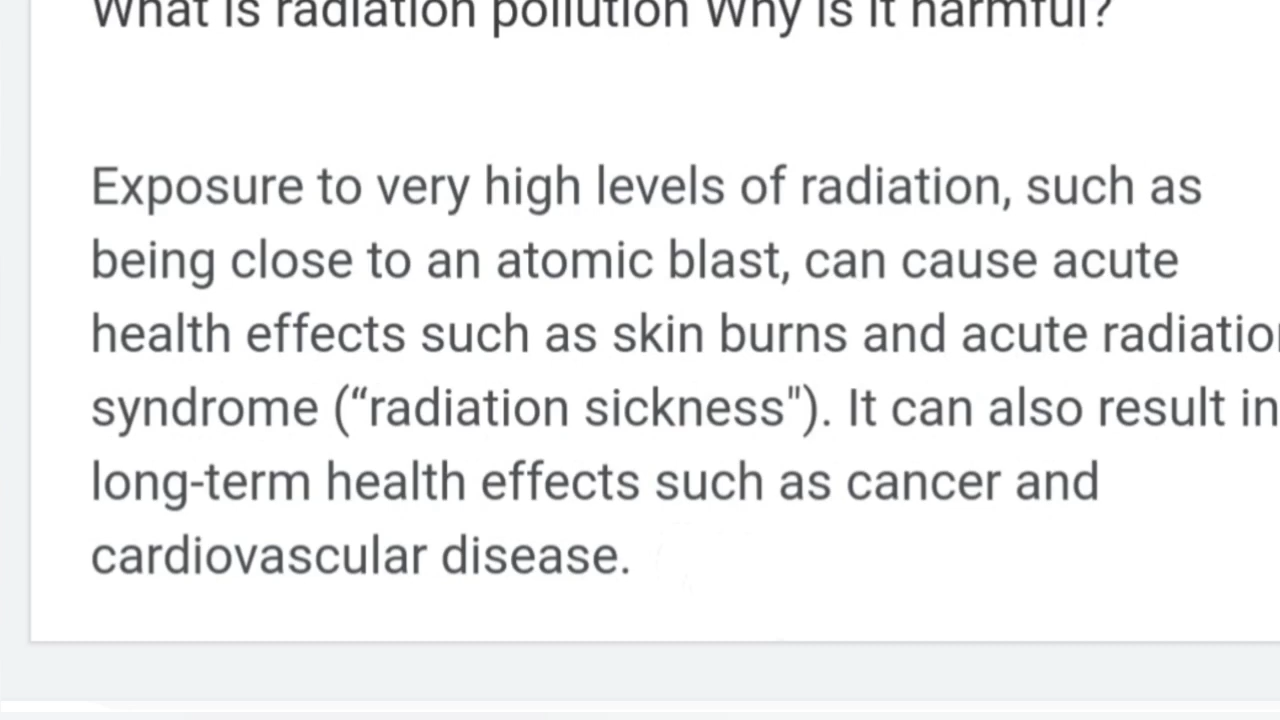 What is radiation pollution Why is it harmful?
Exposure to very high levels of radiation, such as
being close to an atomic blast, can cause acute
health effects such as skin burns and acute radiation
syndrome (“radiation sickness"). It can also result in
long-term health effects such as cancer and
cardiovascular disease.